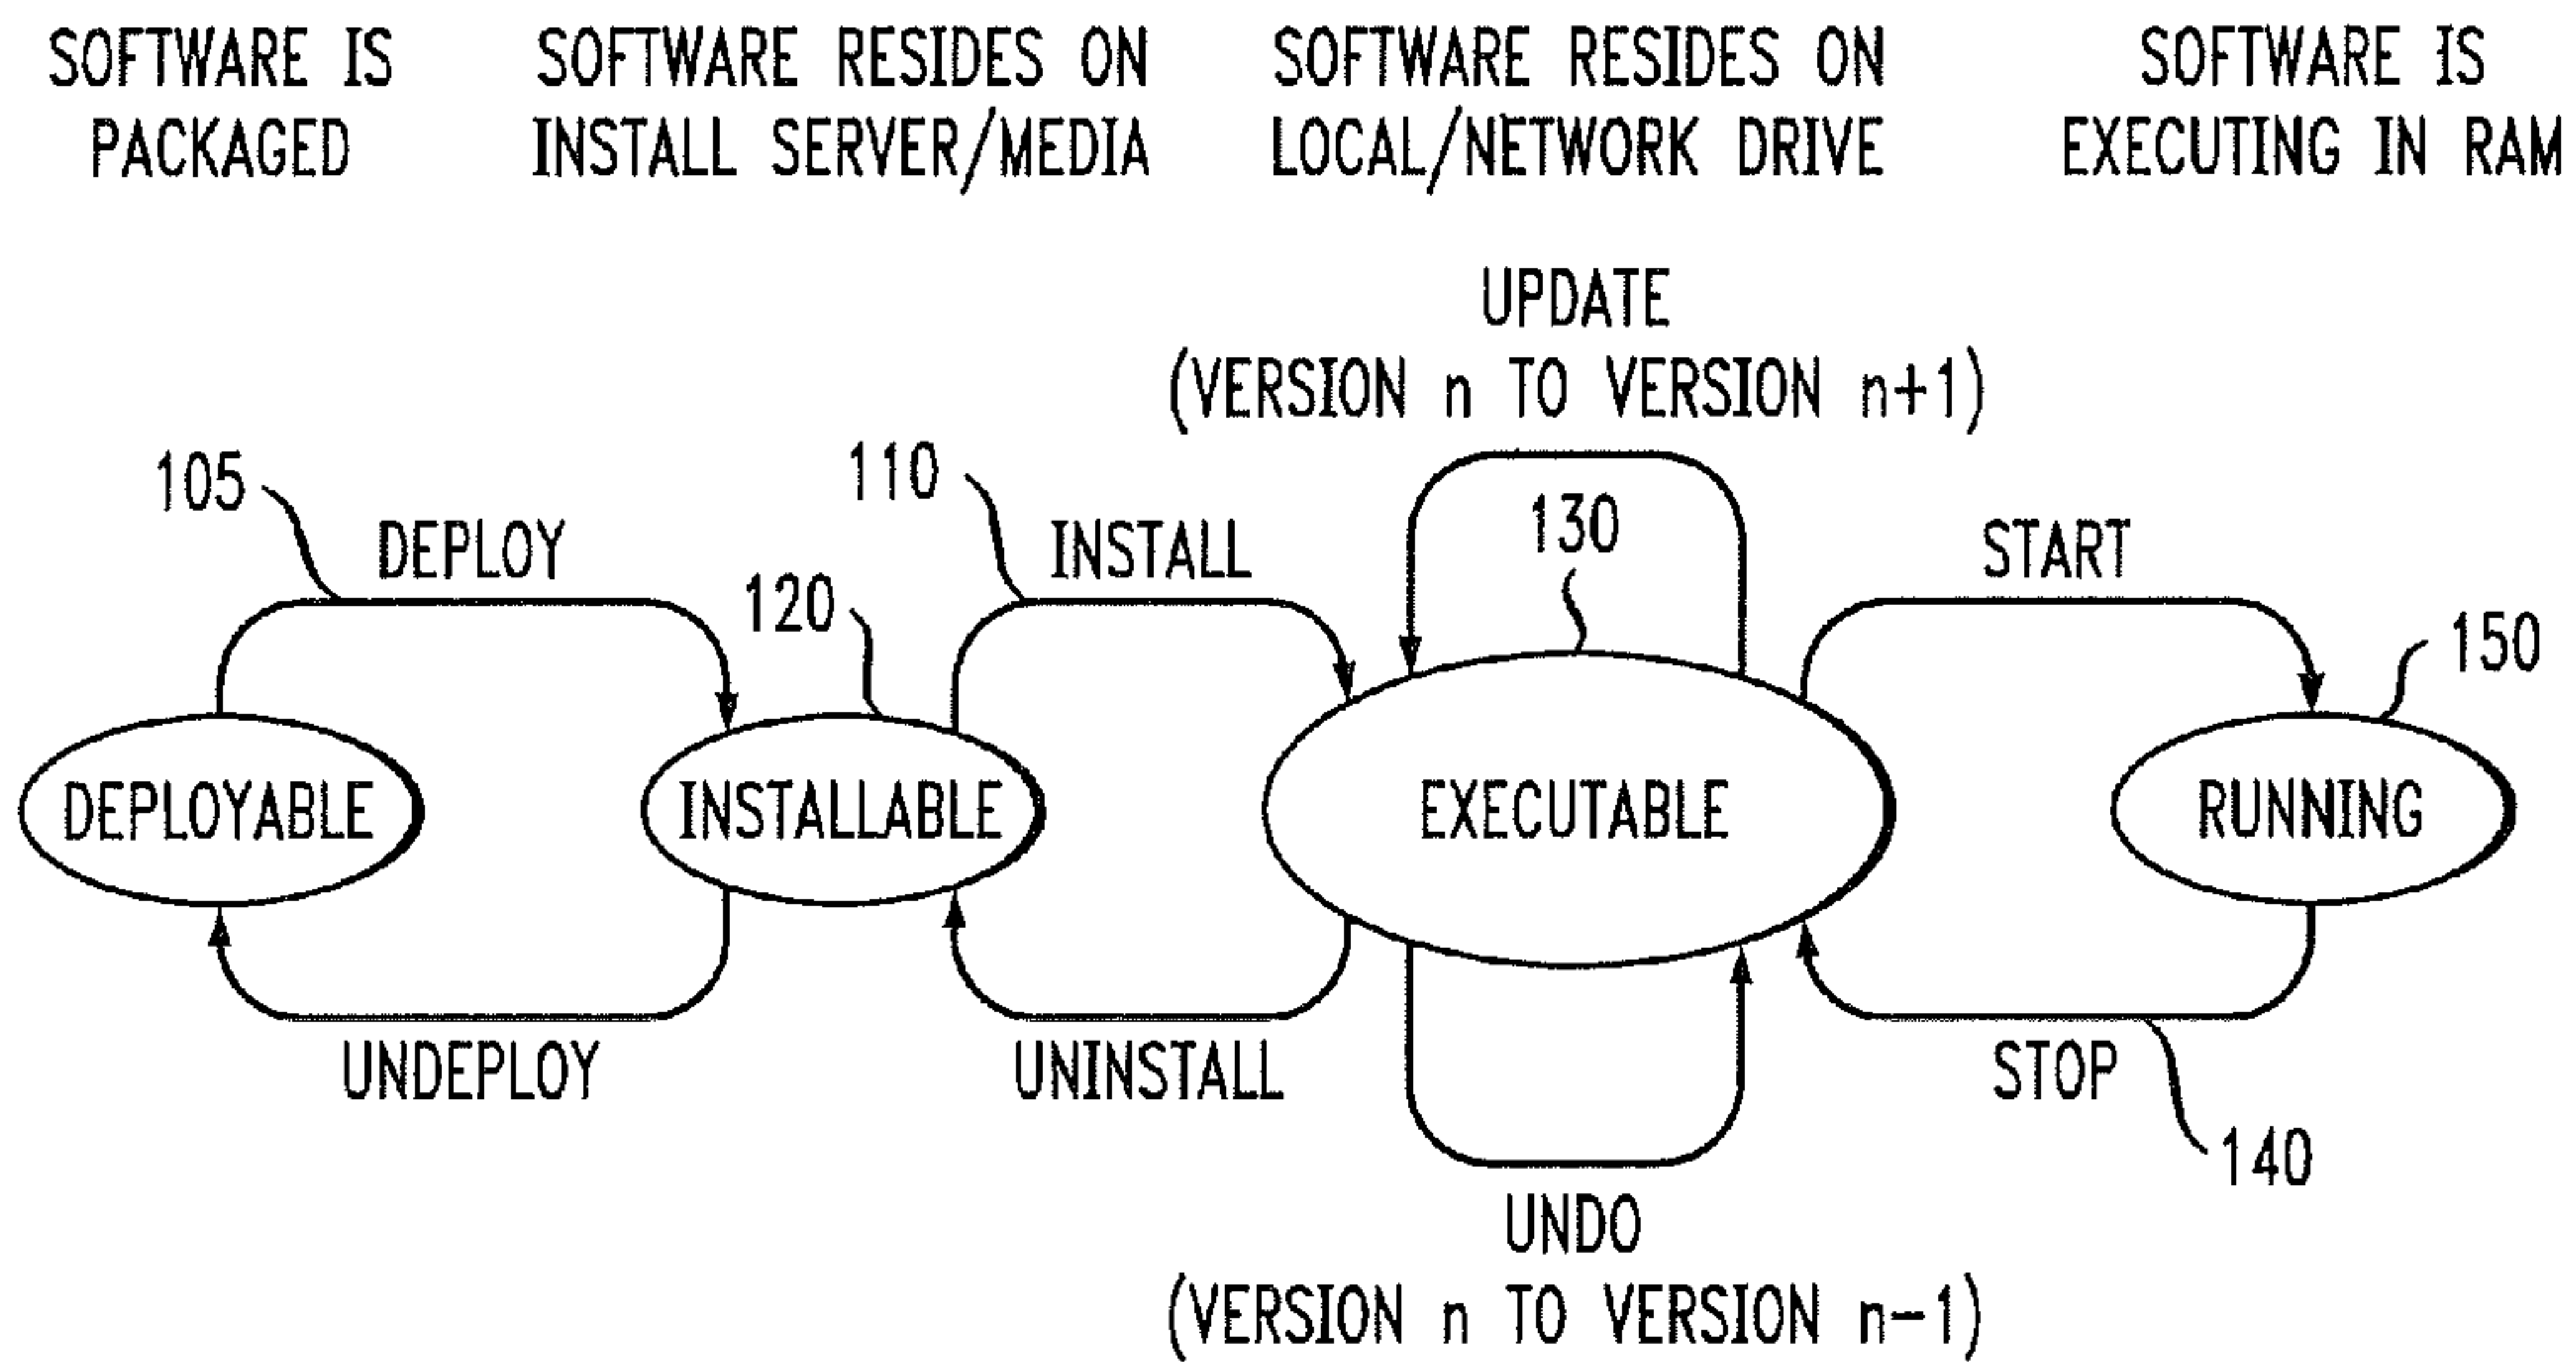 SOFTWARE IS
PACKAGED
SOFTWARE RESIDES ON
INSTALL SERVER/MEDIA
SOFTWARE RESIDES ON
LOCAL/NETWORK DRIVE
SOFTWARE IS
EXECUTING IN RAM
UPDATE
(VERSION n TO VERSION n+1)
105
DEPLOY
110
INSTALL
120
130
START
150
DEPLOYABLE
INSTALLABLE
EXECUTABLE
RUNNING
UNDEPLOY
UNINSTALL
STOP
140
UNDO
(VERSION n TO VERSION n-1)